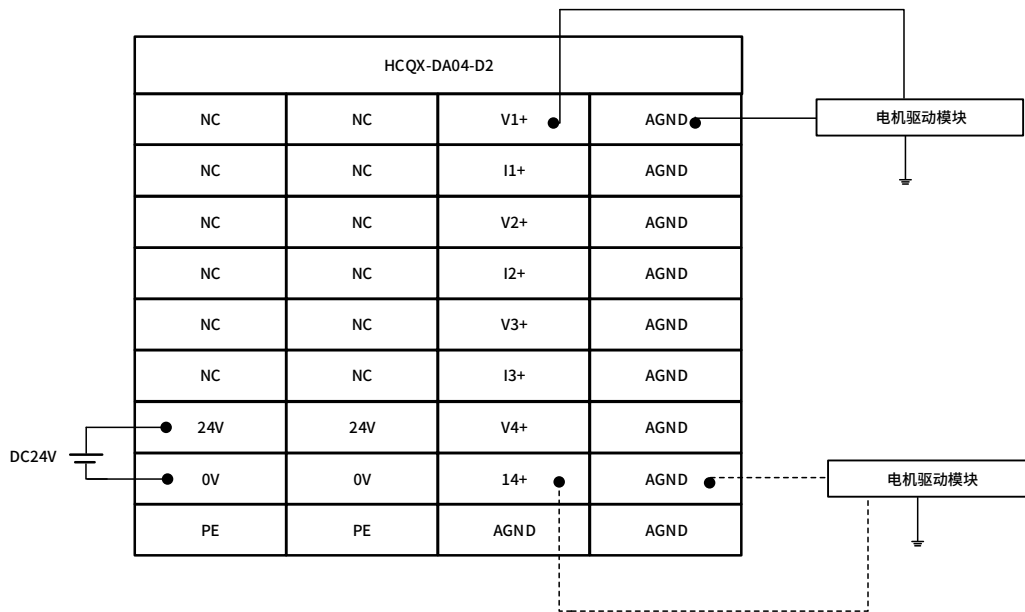 HCQX-DA04-D2
NC NC V1+ AGND 电机驱动模块
NC NC I1+ AGND
NC NC V2+ AGND
NC NC I2+ AGND
NC NC V3+ AGND
NC NC I3+ AGND
24V 24V V4+ AGND
DC24V
0V 0V 14+ AGND 电机驱动模块
PE PE AGND AGND